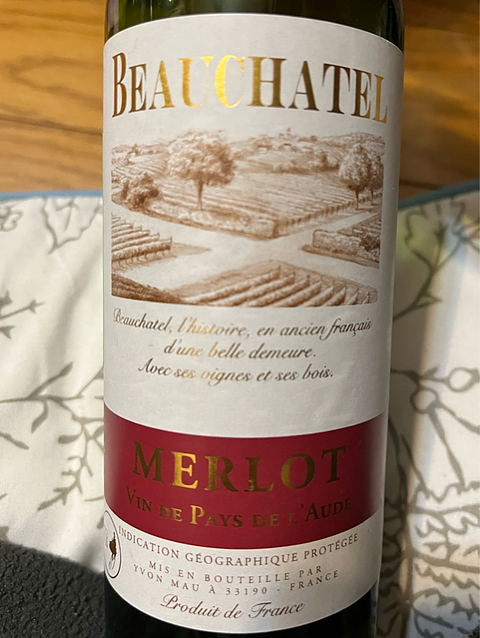 BEAUCHATEL
Beauchatel, l'histoire, en ancien français
d'une belle demeure.
Avec ses vignes et ses bois.
MERLOT
VIN DE PAYS DE L'AUDE
INDICATION GÉOGRAPHIQUE PROTÉGÉE
MIS EN BOUTEILLE PAR
YVON MAU À 33190 - FRANCE
Produit de France